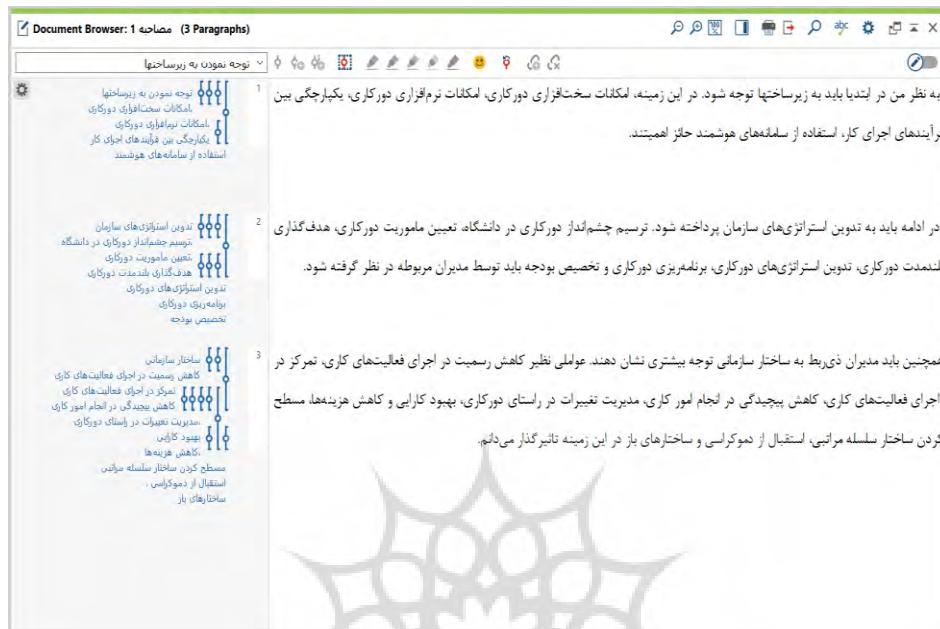 Document Browser: مصاحبه 1 (3 Paragraphs)
توجه نمودن به زیرساختها
1
توجه نمودن به زیرساختها
،امکانات سخت‌افزاری دورکاری
،امکانات نرم‌افزاری دورکاری
یکپارچگی بین فرآیندهای اجرای کار
استفاده از سامانه‌های هوشمند
به نظر من در ابتدیا باید به زیرساختها توجه شود. در این زمینه، امکانات سخت‌افزاری دورکاری، امکانات نرم‌افزاری دورکاری، یکپارچگی بین
رآیندهای اجرای کار، استفاده از سامانه‌های هوشمند حائز اهمیتند.
2
تدوین استراتژی‌های سازمان
،ترسیم چشم‌انداز دورکاری در دانشگاه
،تعیین ماموریت دورکاری
هدف‌گذاری بلندمدت دورکاری
تدوین استراتژی‌های دورکاری
برنامه‌ریزی دورکاری
تخصیص بودجه
در ادامه باید به تدوین استراتژی‌های سازمان پرداخته شود. ترسیم چشم‌انداز دورکاری در دانشگاه، تعیین ماموریت دورکاری، هدف‌گذاری
بلندمدت دورکاری، تدوین استراتژی‌های دورکاری، برنامه‌ریزی دورکاری و تخصیص بودجه باید توسط مدیران مربوطه در نظر گرفته شود.
3
ساختار سازمانی
کاهش رسمیت در اجرای فعالیت‌های کاری
تمرکز در اجرای فعالیت‌های کاری
کاهش پیچیدگی در انجام امور کاری
،مدیریت تغییرات در راستای دورکاری
بهبود کارایی
،کاهش هزینه‌ها
مسطح کردن ساختار سلسله مراتبی
استقبال از دموکراسی ،
ساختارهای باز
همچنین باید مدیران ذی‌ربط به ساختار سازمانی توجه بیشتری نشان دهند. عواملی نظیر کاهش رسمیت در اجرای فعالیت‌های کاری، تمرکز در
اجرای فعالیت‌های کاری، کاهش پیچیدگی در انجام امور کاری، مدیریت تغییرات در راستای دورکاری، بهبود کارایی و کاهش هزینه‌ها، مسطح
کردن ساختار سلسله مراتبی، استقبال از دموکراسی و ساختارهای باز در این زمینه تاثیرگذار می‌دانم.